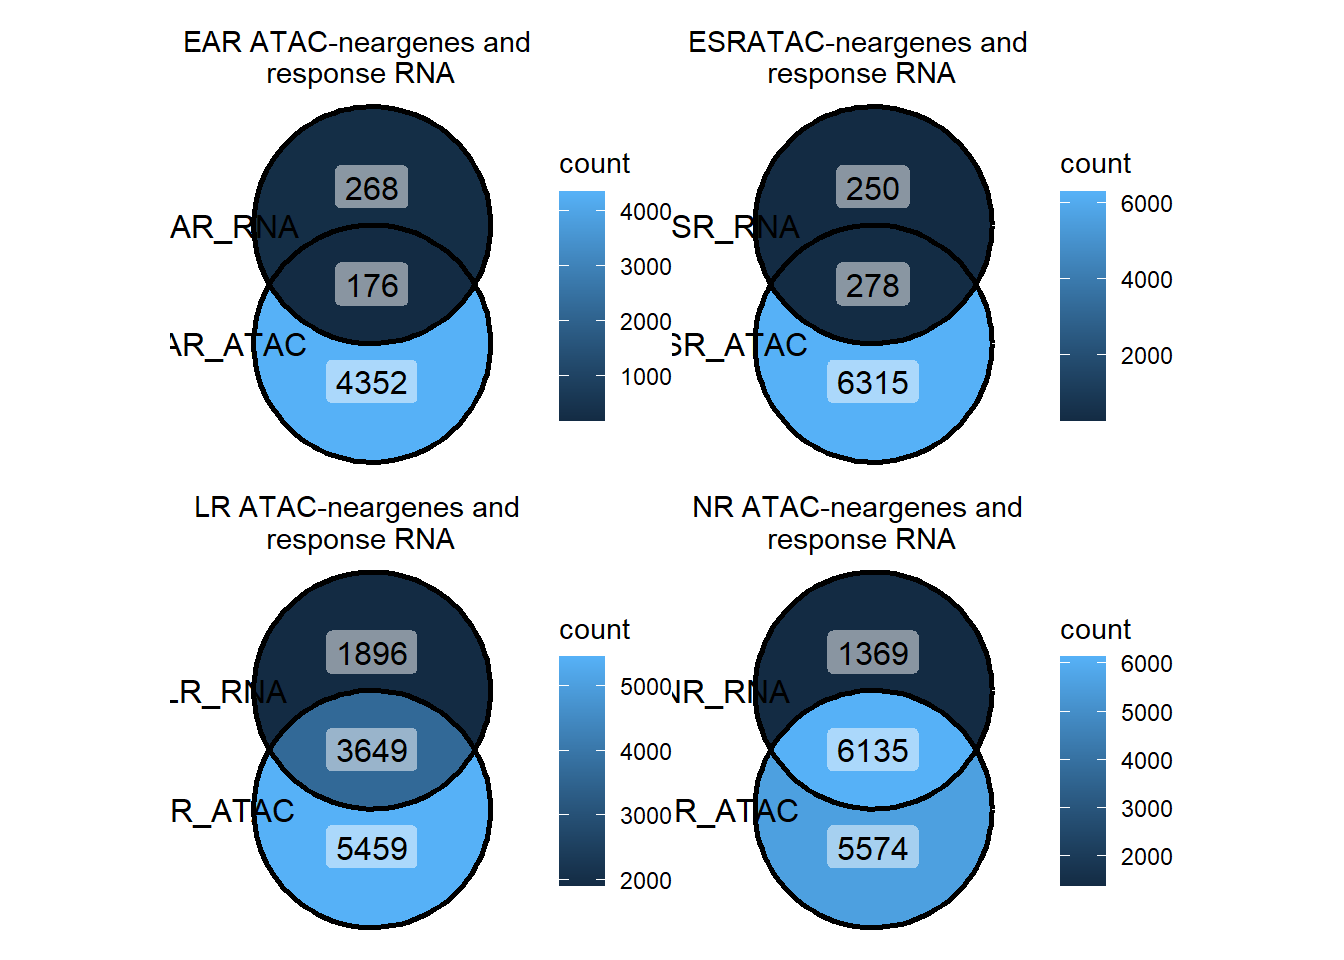 EAR ATAC-neargenes and
response RNA
268
AR_RNA
176
AR_ATAC
4352
count
4000
3000
2000
1000
ESRATAC-neargenes and
response RNA
250
SR_RNA
278
SR_ATAC
6315
count
6000
4000
2000
LR ATAC-neargenes and
response RNA
1896
LR_RNA
3649
R_ATAC
5459
count
5000
4000
3000
2000
NR ATAC-neargenes and
response RNA
1369
NR_RNA
6135
R_ATAC
5574
count
6000
5000
4000
3000
2000